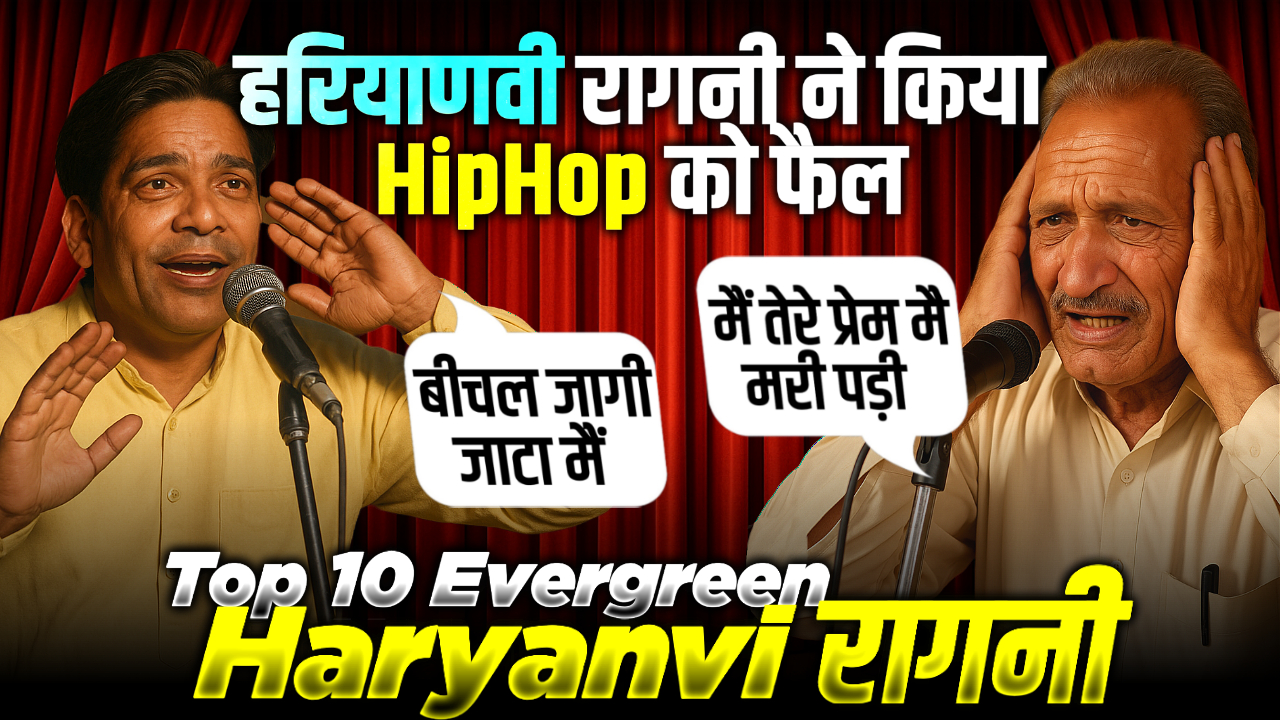 हरियाणवी रागनी ने किया
HipHop को फैल
बीचल जागी
जाटा मैं
मैं तेरे प्रेम मै
मरी पड़ी
Top 10 Evergreen
Haryanvi रागनी